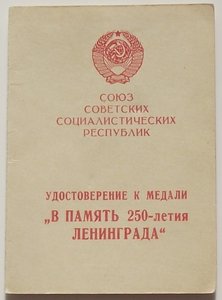 СОЮЗ
СОВЕТСКИХ
СОЦИАЛИСТИЧЕСКИХ
РЕСПУБЛИК
УДОСТОВЕРЕНИЕ К МЕДАЛИ
„В ПАМЯТЬ 250-летия
ЛЕНИНГРАДА“